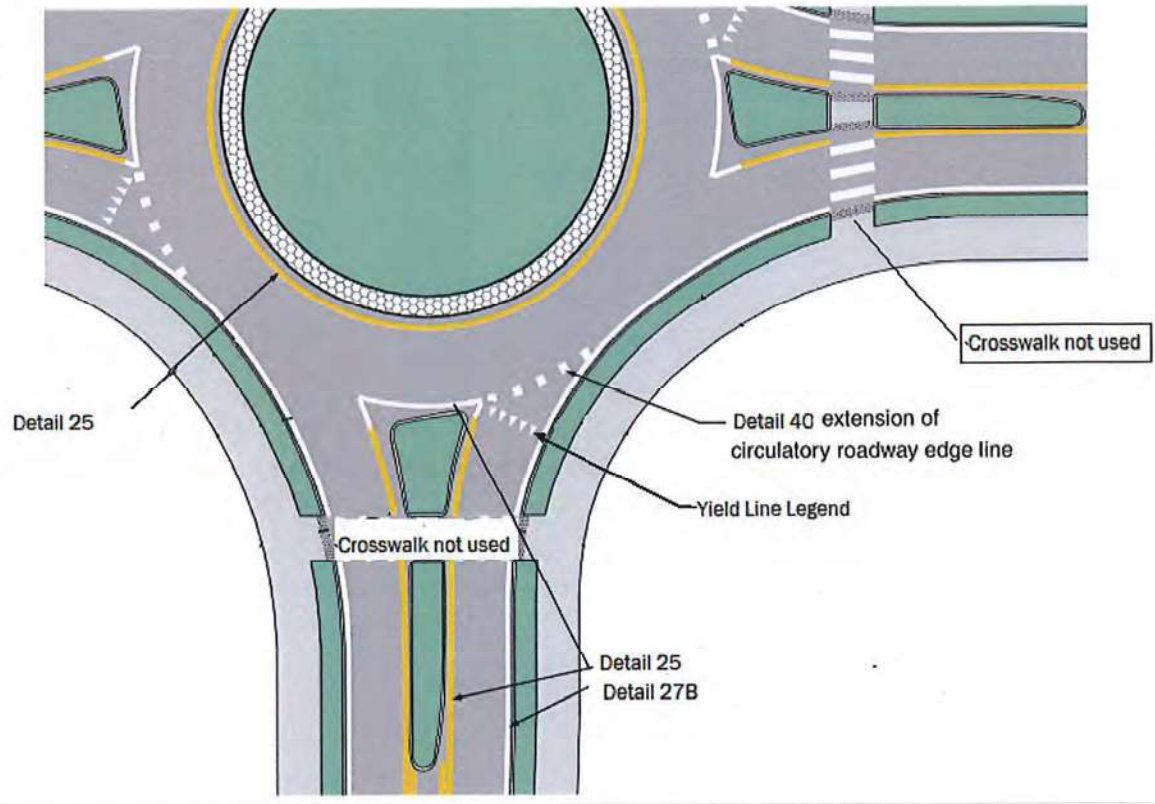 Crosswalk not used
Detail 25
Detail 40 extension of
circulatory roadway edge line
Yield Line Legend
Crosswalk not used
Detail 25
Detail 27B